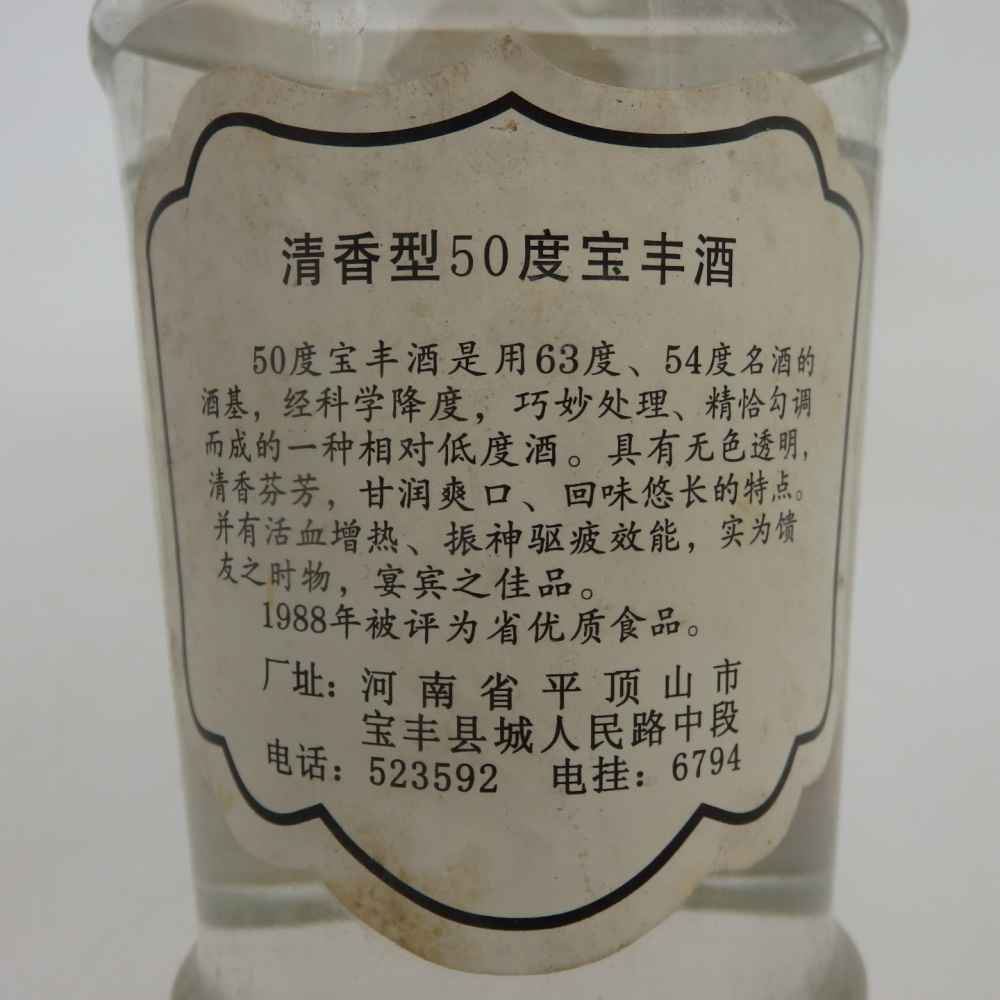 清香型50度宝丰酒
50度宝丰酒是用63度、54度名酒的
酒基，经科学降度，巧妙处理、精恰勾调
而成的一种相对低度酒。具有无色透明，
清香芬芳，甘润爽口、回味悠长的特点。
并有活血增热、振神驱疲效能，实为馈
友之时物，宴宾之佳品。
1988年被评为省优质食品。
厂址：河南省平顶山市
宝丰县城人民路中段
电话：523592 电挂：6794